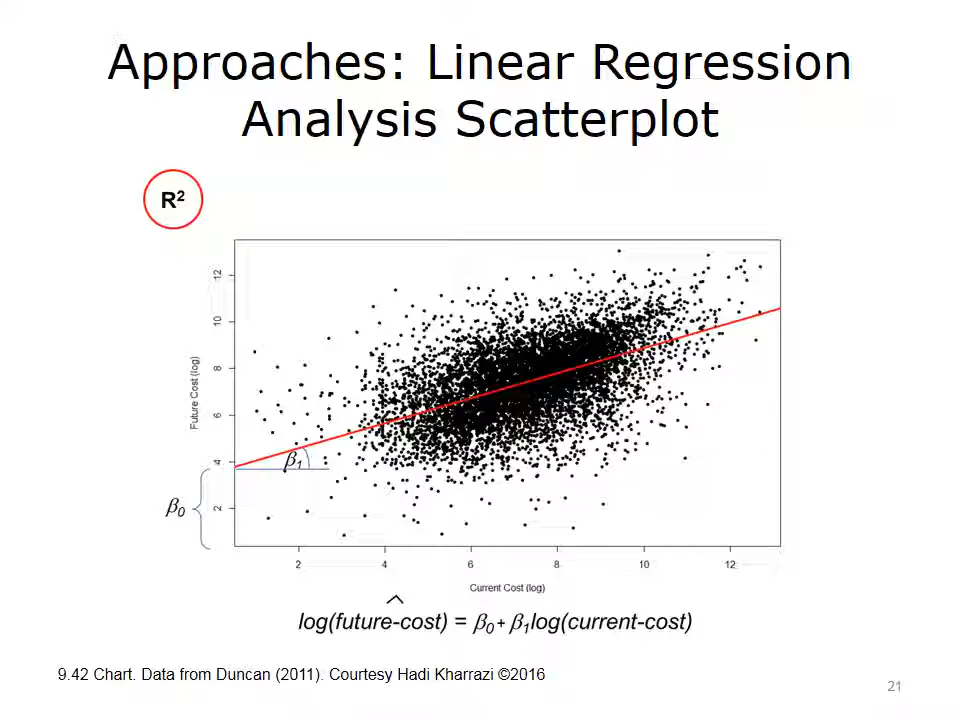 Approaches: Linear Regression
Analysis Scatterplot
R²
12
10
8
6
4
2
Future Cost (log)
β₁
β₀
2 4 6 8 10 12
Current Cost (log)
log(future-cost) = β₀ + β₁log(current-cost)
9.42 Chart. Data from Duncan (2011). Courtesy Hadi Kharrazi ©2016
21